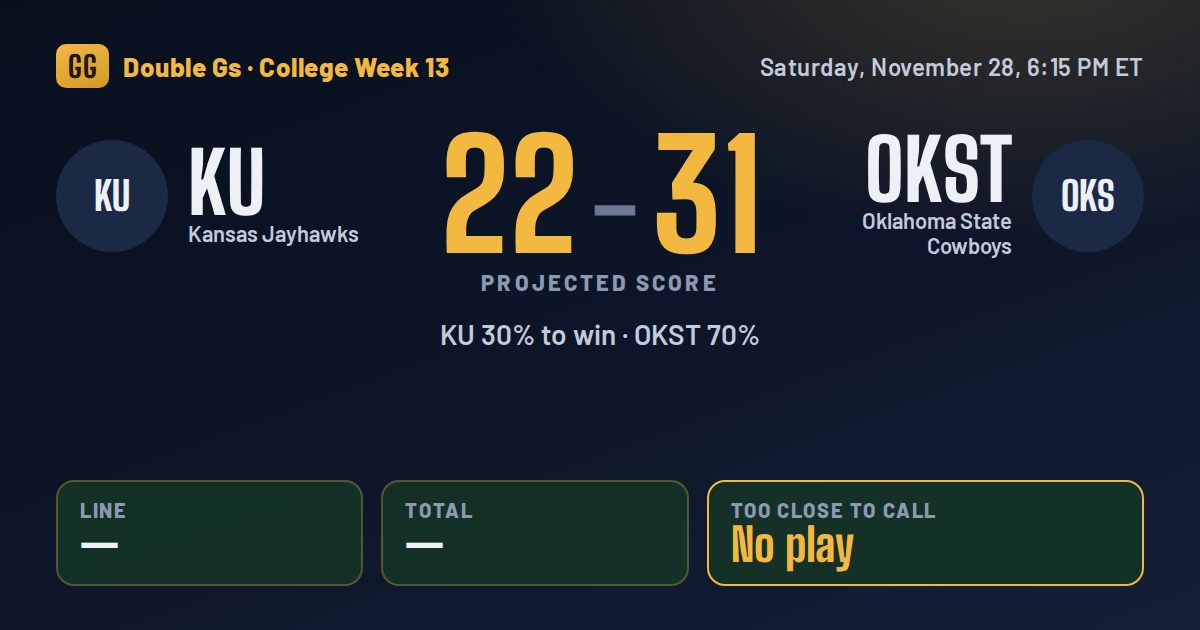 GG Double Gs · College Week 13
Saturday, November 28, 6:15 PM ET
KU
KU
Kansas Jayhawks
22 – 31
OKST
Oklahoma State
Cowboys
OKS
PROJECTED SCORE
KU 30% to win · OKST 70%
LINE
—
TOTAL
—
TOO CLOSE TO CALL
No play